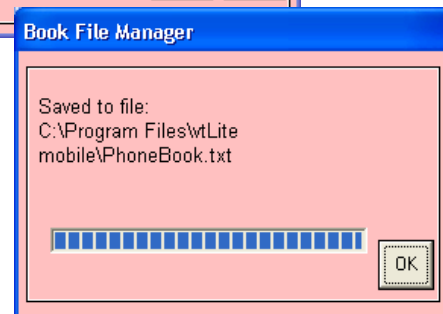 Book File Manager
Saved to file:
C:\Program Files\wtLite
mobile\PhoneBook.txt
OK